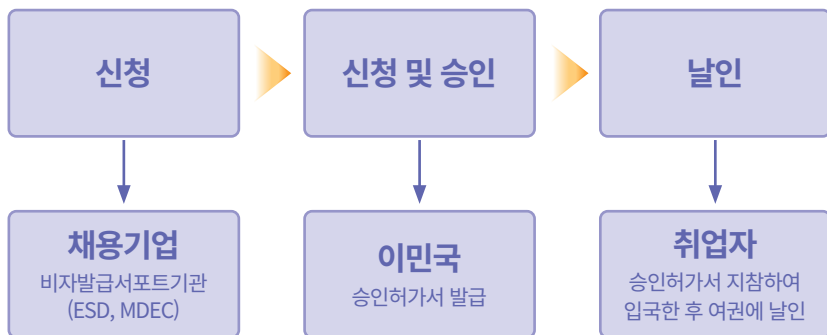 신청
신청 및 승인
날인
채용기업
비자발급서포트기관
(ESD, MDEC)
이민국
승인허가서 발급
취업자
승인허가서 지참하여
입국한 후 여권에 날인